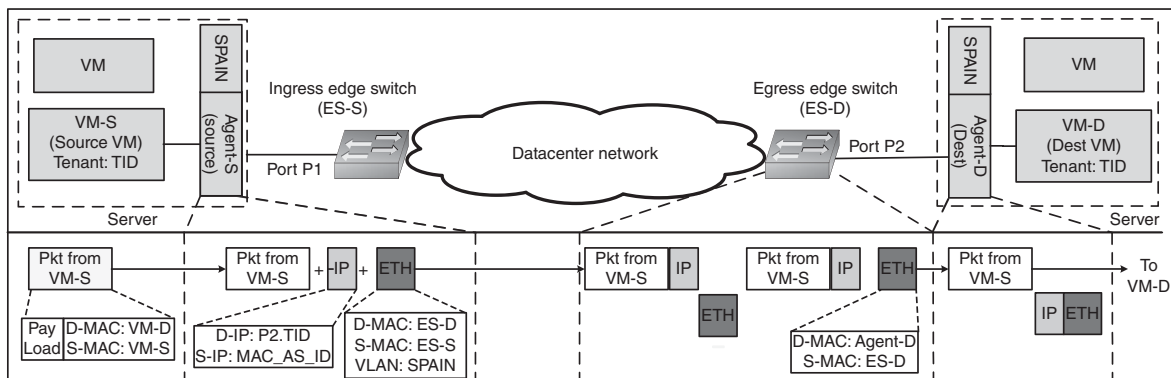 VM
VM-S
(Source VM)
Tenant: TID
SPAIN
Agent-S
(source)
Server
Port P1
Ingress edge switch
(ES-S)
Datacenter network
Egress edge switch
(ES-D)
Port P2
SPAIN
Agent-D
(Dest)
VM
VM-D
(Dest VM)
Tenant: TID
Server
Pkt from
VM-S
Pay
Load
D-MAC: VM-D
S-MAC: VM-S
Pkt from
VM-S
+
-IP
+
ETH
D-IP: P2.TID
S-IP: MAC_AS_ID
D-MAC: ES-D
S-MAC: ES-S
VLAN: SPAIN
Pkt from
VM-S
IP
ETH
Pkt from
VM-S
IP
ETH
D-MAC: Agent-D
S-MAC: ES-D
Pkt from
VM-S
IP
ETH
To
VM-D